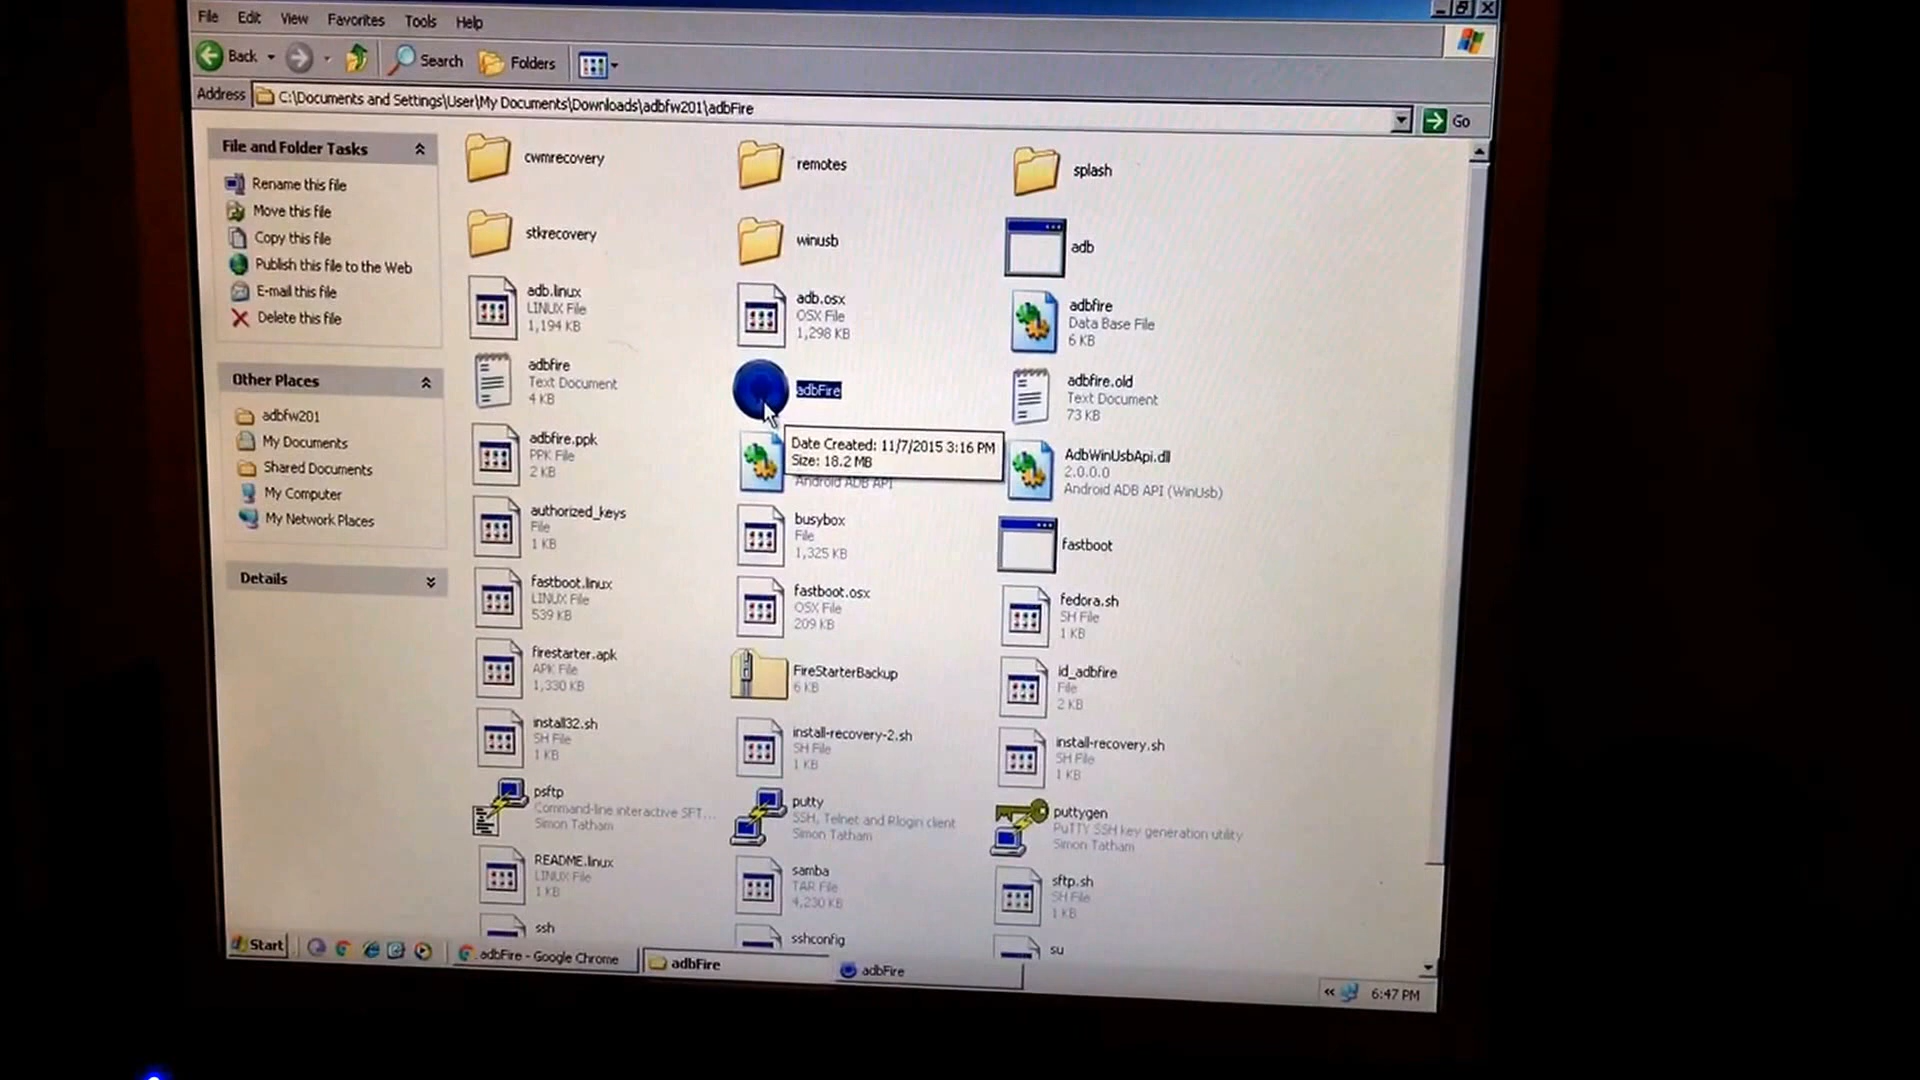 File Edit View Favorites Tools Help
Back Search Folders
Address C:\Documents and Settings\User\My Documents\Downloads\adbfw201\adbFire Go
File and Folder Tasks
Rename this file
Move this file
Copy this file
Publish this file to the Web
E-mail this file
Delete this file
Other Places
adbfw201
My Documents
Shared Documents
My Computer
My Network Places
Details
cwmrecovery
remotes
splash
stkrecovery
winusb
adb
adb.linux
LINUX File
1,194 KB
adb.osx
OSX File
1,298 KB
adbfire
Data Base File
6 KB
adbfire
Text Document
4 KB
adbFire
adbfire.old
Text Document
73 KB
adbfire.ppk
PPK File
2 KB
Date Created: 11/7/2015 3:16 PM
Size: 18.2 MB
Android ADB API
AdbWinUsbApi.dll
2.0.0.0
Android ADB API (WinUsb)
authorized_keys
File
1 KB
busybox
File
1,325 KB
fastboot
fastboot.linux
LINUX File
539 KB
fastboot.osx
OSX File
209 KB
fedora.sh
SH File
1 KB
firestarter.apk
APK File
1,330 KB
FireStarterBackup
6 KB
id_adbfire
File
2 KB
install32.sh
SH File
1 KB
install-recovery-2.sh
SH File
1 KB
install-recovery.sh
SH File
1 KB
psftp
Command-line interactive SFT...
Simon Tatham
putty
SSH, Telnet and Rlogin client
Simon Tatham
puttygen
PuTTY SSH key generation utility
Simon Tatham
README.linux
LINUX File
1 KB
samba
TAR File
4,230 KB
sftp.sh
SH File
1 KB
ssh
sshconfig
su
Start
adbFire - Google Chrome
adbFire
adbFire
6:47 PM